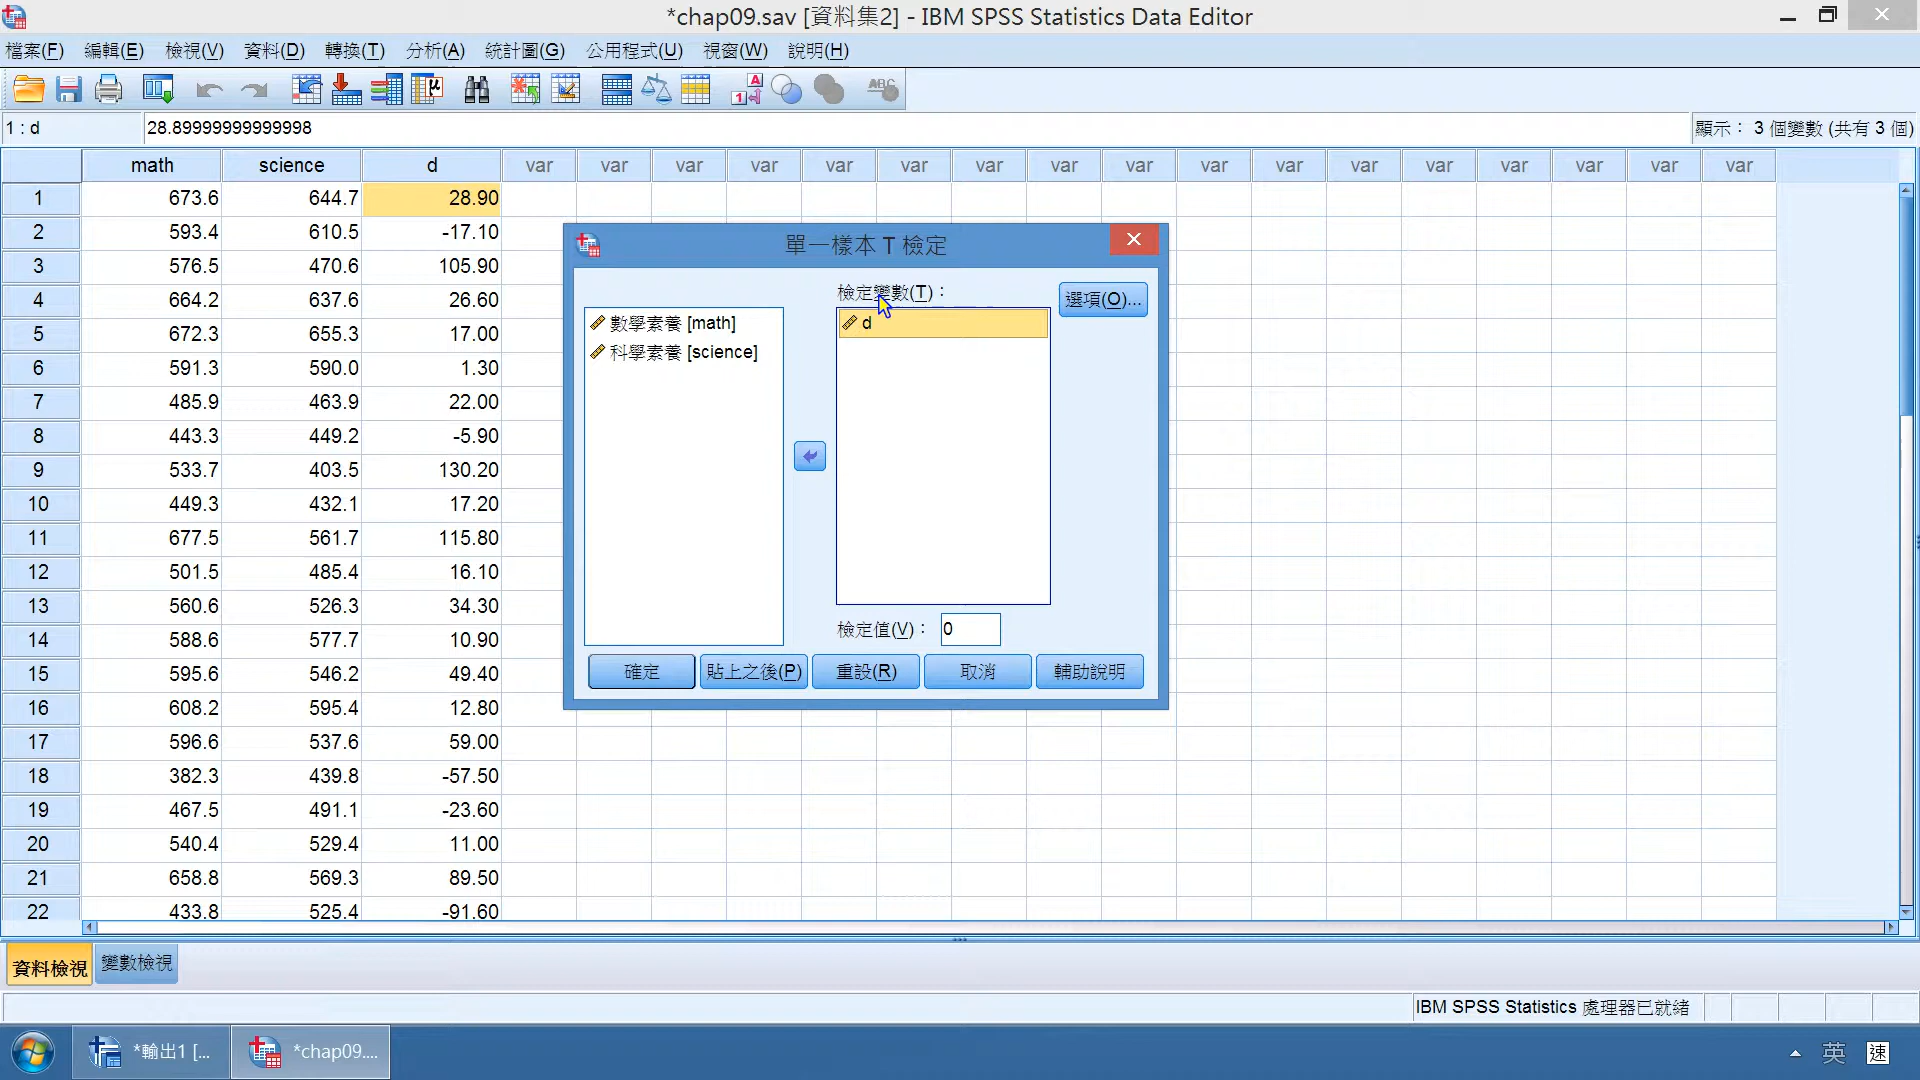 *chap09.sav [資料集2] - IBM SPSS Statistics Data Editor
檔案(F) 編輯(E) 檢視(V) 資料(D) 轉換(T) 分析(A) 統計圖(G) 公用程式(U) 視窗(W) 說明(H)
1 : d 28.89999999999998 顯示： 3 個變數 (共有 3 個)
math science d var var var var var var var var var var var var var var var var var
1 673.6 644.7 28.90
2 593.4 610.5 -17.10
3 576.5 470.6 105.90
4 664.2 637.6 26.60
5 672.3 655.3 17.00
6 591.3 590.0 1.30
7 485.9 463.9 22.00
8 443.3 449.2 -5.90
9 533.7 403.5 130.20
10 449.3 432.1 17.20
11 677.5 561.7 115.80
12 501.5 485.4 16.10
13 560.6 526.3 34.30
14 588.6 577.7 10.90
15 595.6 546.2 49.40
16 608.2 595.4 12.80
17 596.6 537.6 59.00
18 382.3 439.8 -57.50
19 467.5 491.1 -23.60
20 540.4 529.4 11.00
21 658.8 569.3 89.50
22 433.8 525.4 -91.60
單一樣本 T 檢定
檢定變數(T)：
選項(O)...
數學素養 [math]
科學素養 [science]
d
檢定值(V)： 0
確定 貼上之後(P) 重設(R) 取消 輔助說明
資料檢視 變數檢視
IBM SPSS Statistics 處理器已就緒
*輸出1 [... *chap09.... 英 速